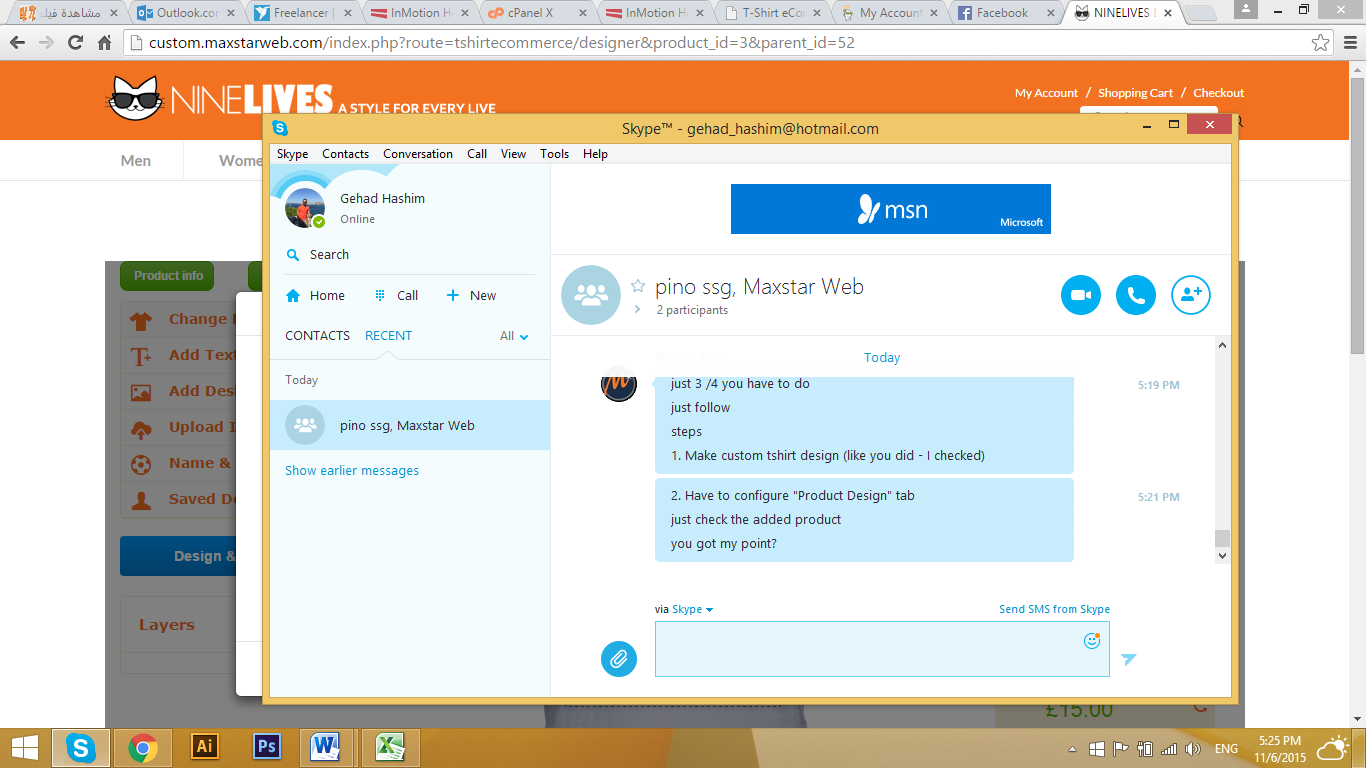 مشاهدة فيل
Outlook.cor
Freelancer |
InMotion H
cPanel X
InMotion H
T-Shirt eCo
My Account
Facebook
NINELIVES
custom.maxstarweb.com/index.php?route=tshirtecommerce/designer&product_id=3&parent_id=52
NINELIVES A STYLE FOR EVERY LIVE
My Account / Shopping Cart / Checkout
Men
Wome
Product info
Change
Add Text
Add Des
Upload I
Name &
Saved D
Design &
Layers
£15.00
Skype™ - gehad_hashim@hotmail.com
Skype Contacts Conversation Call View Tools Help
Gehad Hashim
Online
Search
Home Call New
CONTACTS RECENT All
Today
pino ssg, Maxstar Web
Show earlier messages
msn
Microsoft
pino ssg, Maxstar Web
2 participants
Today
just 3 /4 you have to do
5:19 PM
just follow
steps
1. Make custom tshirt design (like you did - I checked)
2. Have to configure "Product Design" tab
5:21 PM
just check the added product
you got my point?
via Skype
Send SMS from Skype
Ai
Ps
ENG
5:25 PM
11/6/2015